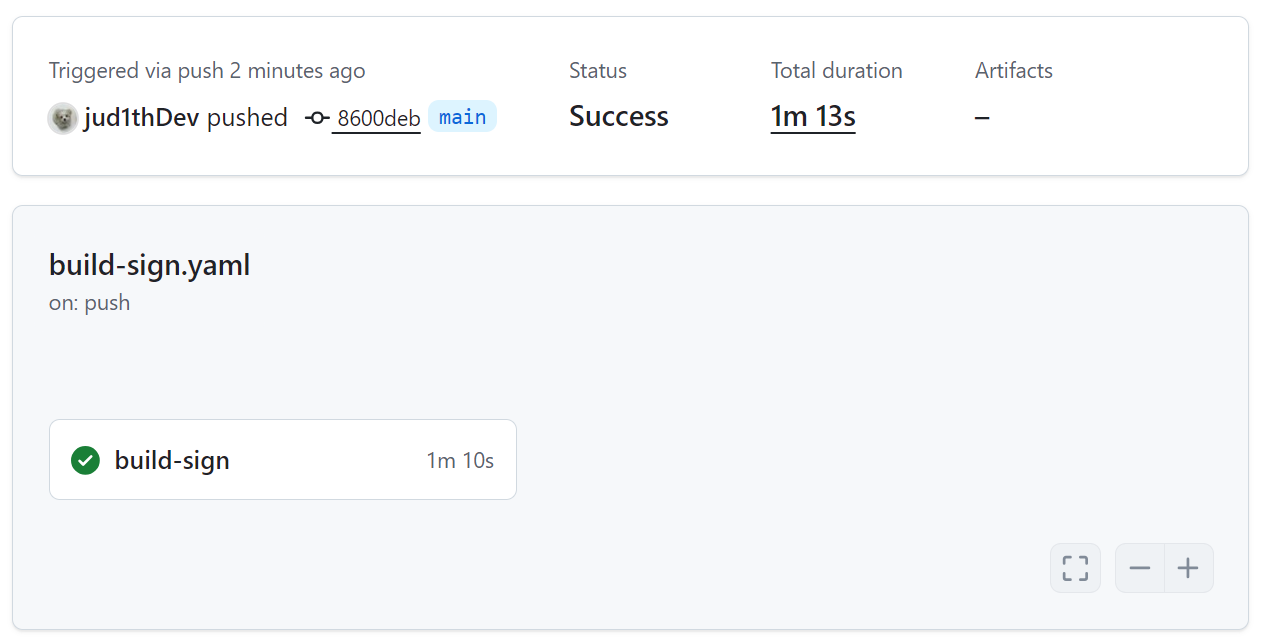 Triggered via push 2 minutes ago
jud1thDev pushed 8600deb main
Status
Success
Total duration
1m 13s
Artifacts
–
build-sign.yaml
on: push
build-sign 1m 10s